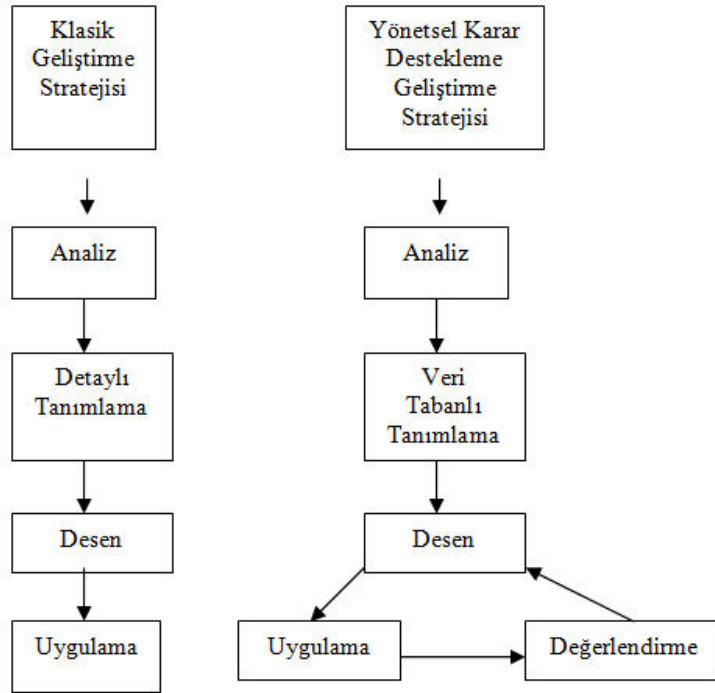 Klasik
Geliştirme
Stratejisi
Analiz
Detaylı
Tanımlama
Desen
Uygulama
Yönetsel Karar
Destekleme
Geliştirme
Stratejisi
Analiz
Veri
Tabanlı
Tanımlama
Desen
Uygulama
Değerlendirme